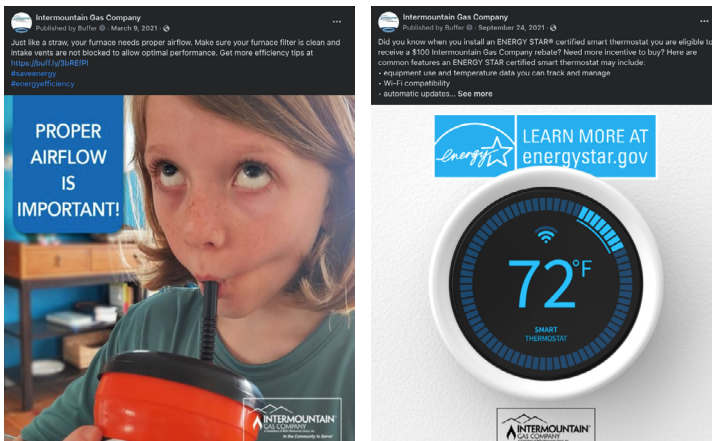 Intermountain Gas Company
Published by Buffer · March 9, 2021 ·
Just like a straw, your furnace needs proper airflow. Make sure your furnace filter is clean and
intake vents are not blocked to allow optimal performance. Get more efficiency tips at
https://buff.ly/3bREfPl
#saveenergy
#energyefficiency
PROPER
AIRFLOW
IS
IMPORTANT!
INTERMOUNTAIN®
GAS COMPANY
In the Community to Serve®
Intermountain Gas Company
Published by Buffer · September 24, 2021 ·
Did you know when you install an ENERGY STAR® certified smart thermostat you are eligible to
receive a $100 Intermountain Gas Company rebate? Need more incentive to buy? Here are
common features an ENERGY STAR certified smart thermostat may include:
• equipment use and temperature data you can track and manage
• Wi-Fi compatibility
• automatic updates... See more
energy
LEARN MORE AT
energystar.gov
72°F
SMART
THERMOSTAT
INTERMOUNTAIN®
GAS COMPANY